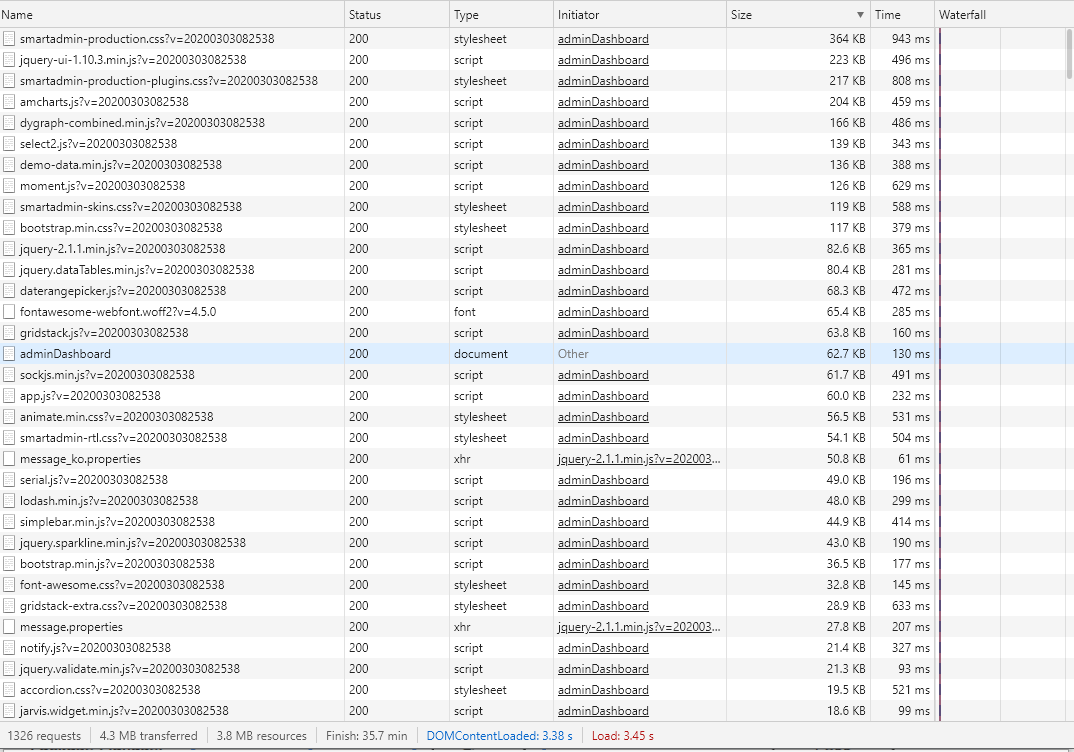 Name Status Type Initiator Size ▼ Time Waterfall
smartadmin-production.css?v=20200303082538 200 stylesheet adminDashboard 364 KB 943 ms
jquery-ui-1.10.3.min.js?v=20200303082538 200 script adminDashboard 223 KB 496 ms
smartadmin-production-plugins.css?v=20200303082538 200 stylesheet adminDashboard 217 KB 808 ms
amcharts.js?v=20200303082538 200 script adminDashboard 204 KB 459 ms
dygraph-combined.min.js?v=20200303082538 200 script adminDashboard 166 KB 486 ms
select2.js?v=20200303082538 200 script adminDashboard 139 KB 343 ms
demo-data.min.js?v=20200303082538 200 script adminDashboard 136 KB 388 ms
moment.js?v=20200303082538 200 script adminDashboard 126 KB 629 ms
smartadmin-skins.css?v=20200303082538 200 stylesheet adminDashboard 119 KB 588 ms
bootstrap.min.css?v=20200303082538 200 stylesheet adminDashboard 117 KB 379 ms
jquery-2.1.1.min.js?v=20200303082538 200 script adminDashboard 82.6 KB 365 ms
jquery.dataTables.min.js?v=20200303082538 200 script adminDashboard 80.4 KB 281 ms
daterangepicker.js?v=20200303082538 200 script adminDashboard 68.3 KB 472 ms
fontawesome-webfont.woff2?v=4.5.0 200 font adminDashboard 65.4 KB 285 ms
gridstack.js?v=20200303082538 200 script adminDashboard 63.8 KB 160 ms
adminDashboard 200 document Other 62.7 KB 130 ms
sockjs.min.js?v=20200303082538 200 script adminDashboard 61.7 KB 491 ms
app.js?v=20200303082538 200 script adminDashboard 60.0 KB 232 ms
animate.min.css?v=20200303082538 200 stylesheet adminDashboard 56.5 KB 531 ms
smartadmin-rtl.css?v=20200303082538 200 stylesheet adminDashboard 54.1 KB 504 ms
message_ko.properties 200 xhr jquery-2.1.1.min.js?v=202003... 50.8 KB 61 ms
serial.js?v=20200303082538 200 script adminDashboard 49.0 KB 196 ms
lodash.min.js?v=20200303082538 200 script adminDashboard 48.0 KB 299 ms
simplebar.min.js?v=20200303082538 200 script adminDashboard 44.9 KB 414 ms
jquery.sparkline.min.js?v=20200303082538 200 script adminDashboard 43.0 KB 190 ms
bootstrap.min.js?v=20200303082538 200 script adminDashboard 36.5 KB 177 ms
font-awesome.css?v=20200303082538 200 stylesheet adminDashboard 32.8 KB 145 ms
gridstack-extra.css?v=20200303082538 200 stylesheet adminDashboard 28.9 KB 633 ms
message.properties 200 xhr jquery-2.1.1.min.js?v=202003... 27.8 KB 207 ms
notify.js?v=20200303082538 200 script adminDashboard 21.4 KB 327 ms
jquery.validate.min.js?v=20200303082538 200 script adminDashboard 21.3 KB 93 ms
accordion.css?v=20200303082538 200 stylesheet adminDashboard 19.5 KB 521 ms
jarvis.widget.min.js?v=20200303082538 200 script adminDashboard 18.6 KB 99 ms
1326 requests 4.3 MB transferred 3.8 MB resources Finish: 35.7 min DOMContentLoaded: 3.38 s Load: 3.45 s